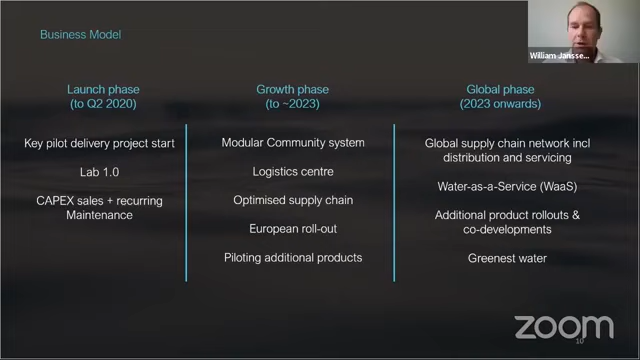 Business Model
William Jansse...
Launch phase
(to Q2 2020)
Key pilot delivery project start
Lab 1.0
CAPEX sales + recurring
Maintenance
Growth phase
(to ~2023)
Modular Community system
Logistics centre
Optimised supply chain
European roll-out
Piloting additional products
Global phase
(2023 onwards)
Global supply chain network incl
distribution and servicing
Water-as-a-Service (WaaS)
Additional product rollouts &
co-developments
Greenest water
zoom
10